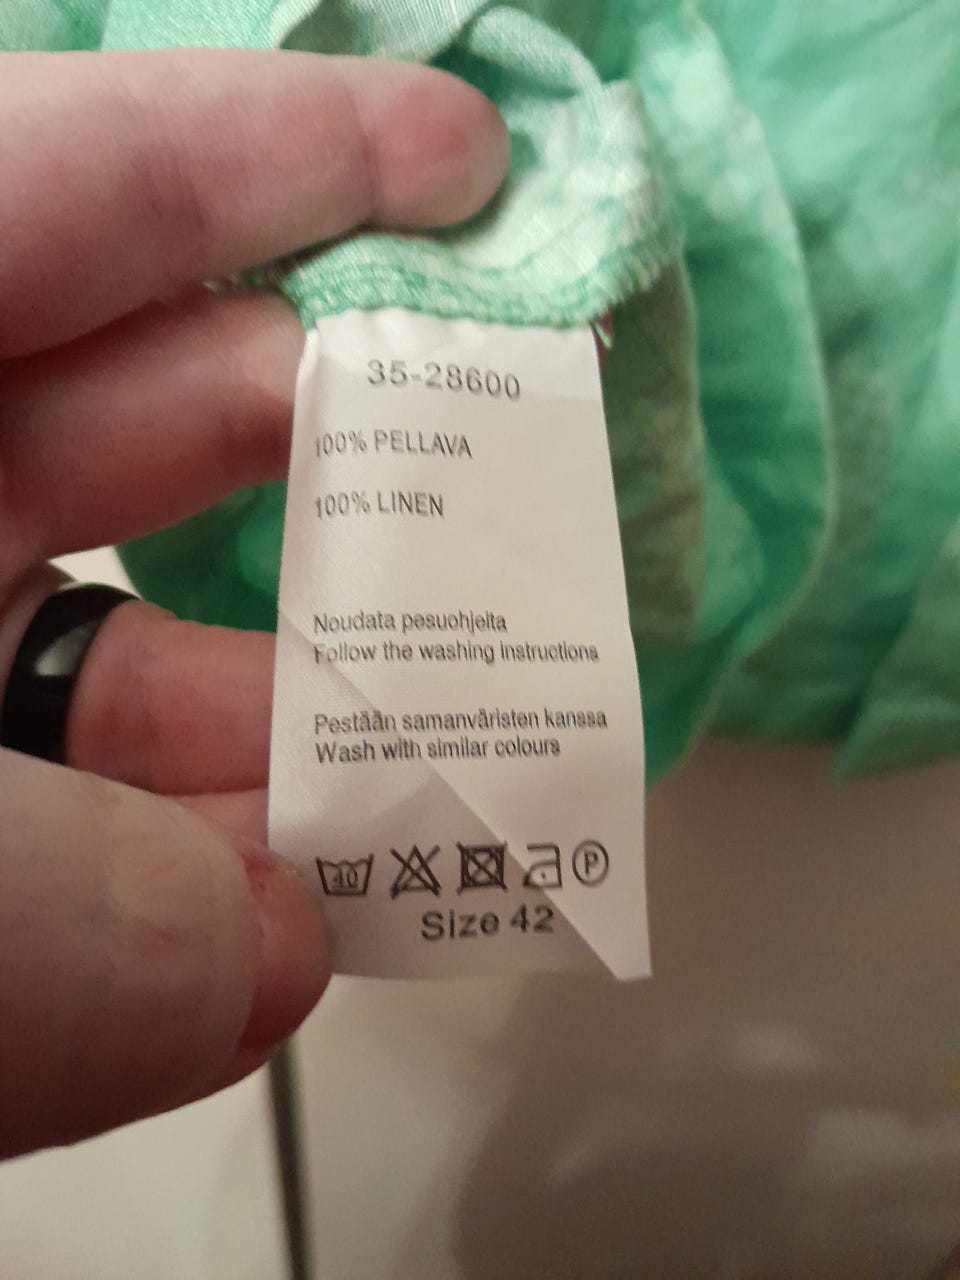 35-28600
100% PELLAVA
100% LINEN
Noudata pesuohjeita
Follow the washing instructions
Pestään samanväristen kanssa
Wash with similar colours
40 P
Size 42